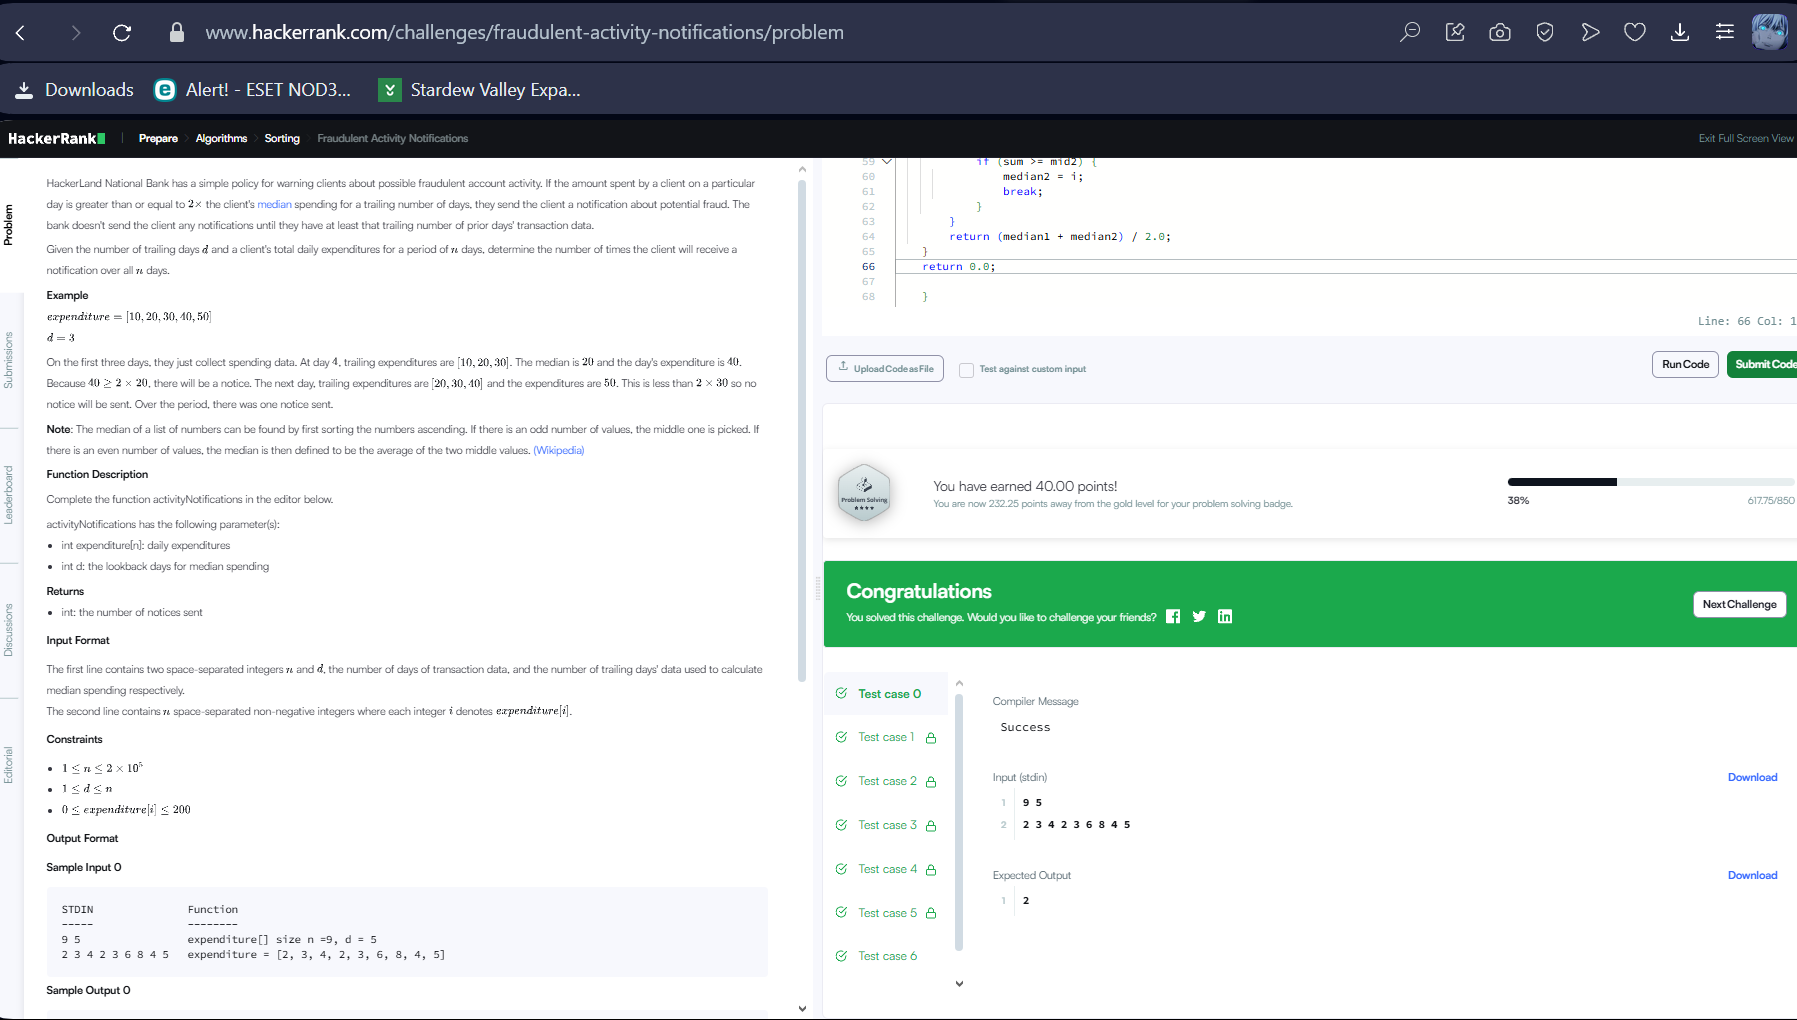 www.hackerrank.com/challenges/fraudulent-activity-notifications/problem
Downloads
Alert! - ESET NOD3...
Stardew Valley Expa...
HackerRank
Prepare
Algorithms
Sorting
Fraudulent Activity Notifications
Exit Full Screen View
Problem
Submissions
Leaderboard
Discussions
Editorial
HackerLand National Bank has a simple policy for warning clients about possible fraudulent account activity. If the amount spent by a client on a particular
day is greater than or equal to 2× the client's median spending for a trailing number of days, they send the client a notification about potential fraud. The
bank doesn't send the client any notifications until they have at least that trailing number of prior days' transaction data.
Given the number of trailing days d and a client's total daily expenditures for a period of n days, determine the number of times the client will receive a
notification over all n days.
Example
expenditure = [10, 20, 30, 40, 50]
d = 3
On the first three days, they just collect spending data. At day 4, trailing expenditures are [10, 20, 30]. The median is 20 and the day's expenditure is 40.
Because 40 ≥ 2 × 20, there will be a notice. The next day, trailing expenditures are [20, 30, 40] and the expenditures are 50. This is less than 2 × 30 so no
notice will be sent. Over the period, there was one notice sent.
Note: The median of a list of numbers can be found by first sorting the numbers ascending. If there is an odd number of values, the middle one is picked. If
there is an even number of values, the median is then defined to be the average of the two middle values. (Wikipedia)
Function Description
Complete the function activityNotifications in the editor below.
activityNotifications has the following parameter(s):
• int expenditure[n]: daily expenditures
• int d: the lookback days for median spending
Returns
• int: the number of notices sent
Input Format
The first line contains two space-separated integers n and d, the number of days of transaction data, and the number of trailing days' data used to calculate
median spending respectively.
The second line contains n space-separated non-negative integers where each integer i denotes expenditure[i].
Constraints
• 1 ≤ n ≤ 2 × 10⁵
• 1 ≤ d ≤ n
• 0 ≤ expenditure[i] ≤ 200
Output Format
Sample Input 0
STDIN Function
----- --------
9 5 expenditure[] size n =9, d = 5
2 3 4 2 3 6 8 4 5 expenditure = [2, 3, 4, 2, 3, 6, 8, 4, 5]
Sample Output 0
59 if (sum >= mid2) {
60 median2 = i;
61 break;
62 }
63 }
64 return (median1 + median2) / 2.0;
65 }
66 return 0.0;
67
68 }
Line: 66 Col: 1
Upload Code as File
Test against custom input
Run Code
Submit Code
Problem Solving
You have earned 40.00 points!
You are now 232.25 points away from the gold level for your problem solving badge.
38%
617.75/850
Congratulations
You solved this challenge. Would you like to challenge your friends?
Next Challenge
Test case 0
Test case 1
Test case 2
Test case 3
Test case 4
Test case 5
Test case 6
Compiler Message
Success
Input (stdin)
Download
1 9 5
2 2 3 4 2 3 6 8 4 5
Expected Output
Download
1 2